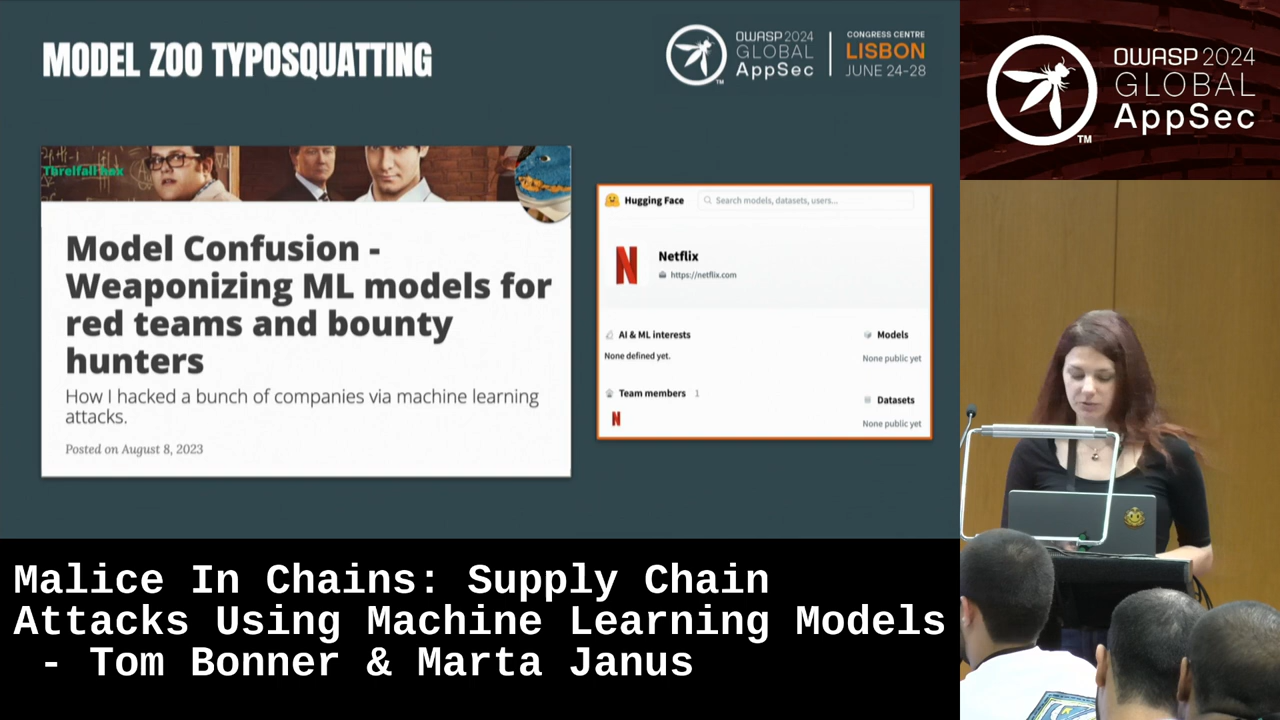 MODEL ZOO TYPOSQUATTING
OWASP 2024
GLOBAL
AppSec
TM
CONGRESS CENTRE
LISBON
JUNE 24-28
Threlfall hax
Model Confusion -
Weaponizing ML models for
red teams and bounty
hunters
How I hacked a bunch of companies via machine learning
attacks.
Posted on August 8, 2023
Hugging Face
Search models, datasets, users...
N
Netflix
https://netflix.com
AI & ML interests
None defined yet.
Models
None public yet
Team members 1
N
Datasets
None public yet
OWASP 2024
GLOBAL
AppSec
TM
Malice In Chains: Supply Chain
Attacks Using Machine Learning Models
- Tom Bonner & Marta Janus